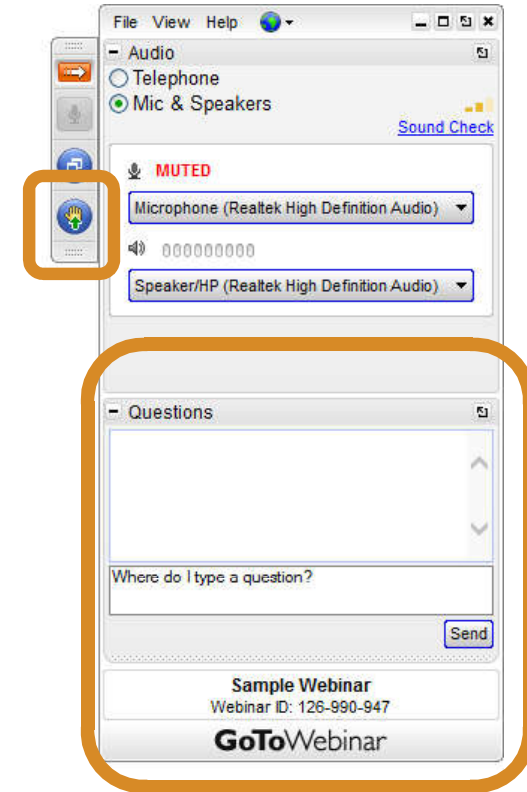 File View Help
Audio
Telephone
Mic & Speakers
Sound Check
MUTED
Microphone (Realtek High Definition Audio)
000000000
Speaker/HP (Realtek High Definition Audio)
Questions
Where do I type a question?
Send
Sample Webinar
Webinar ID: 126-990-947
GoToWebinar